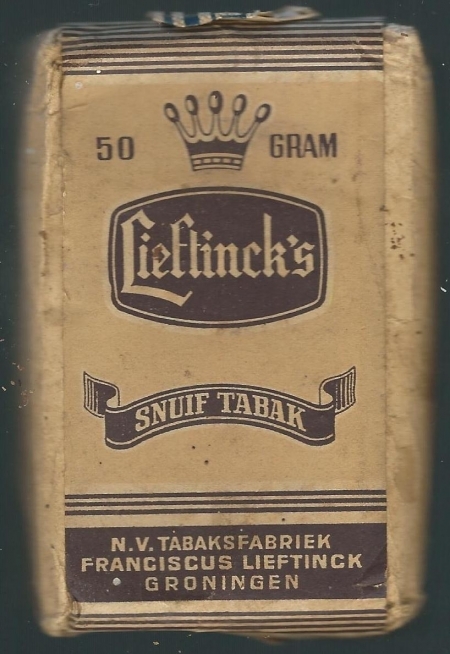 50 GRAM
Lieftinck's
SNUIF TABAK
N.V. TABAKSFABRIEK
FRANCISCUS LIEFTINCK
GRONINGEN